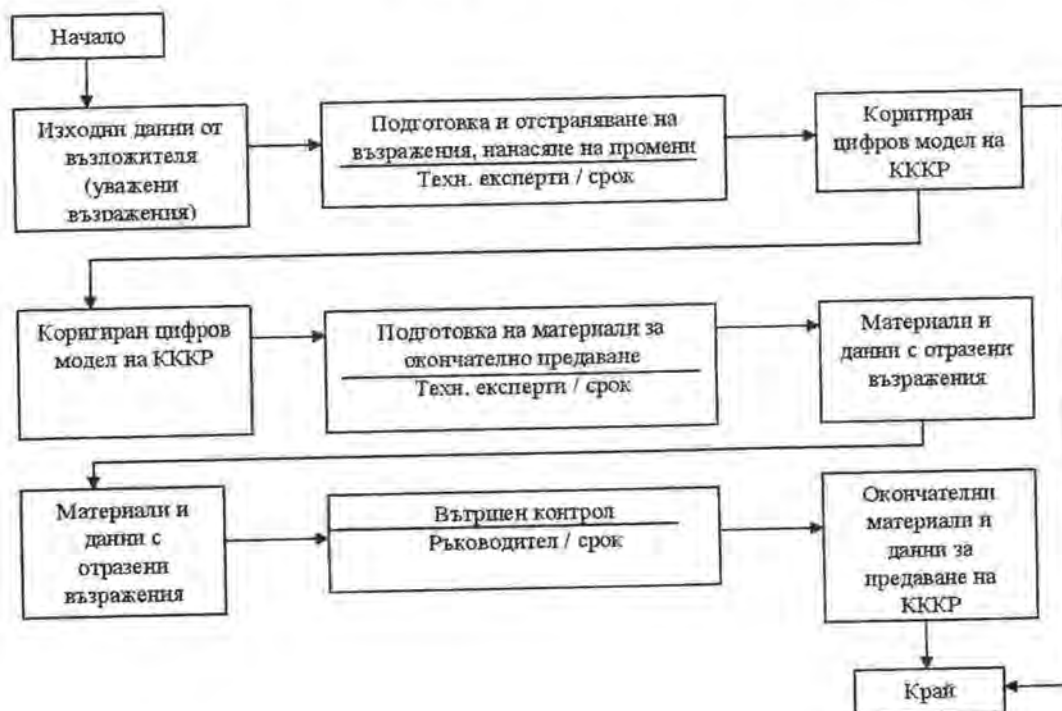 Начало
Изходни данни от
възложителя
(уважени
възражения)
Подготовка и отстраняване на
възражения, нанасяне на промени
Техн. експерти / срок
Коригиран
цифров модел на
КККР
Коригиран цифров
модел на КККР
Подготовка на материали за
окончателно предаване
Техн. експерти / срок
Материали и
данни с отразени
възражения
Материали и
данни с
отразени
възражения
Вътршен контрол
Ръководител / срок
Окончателни
материали и
данни за
предаване на
КККР
Край